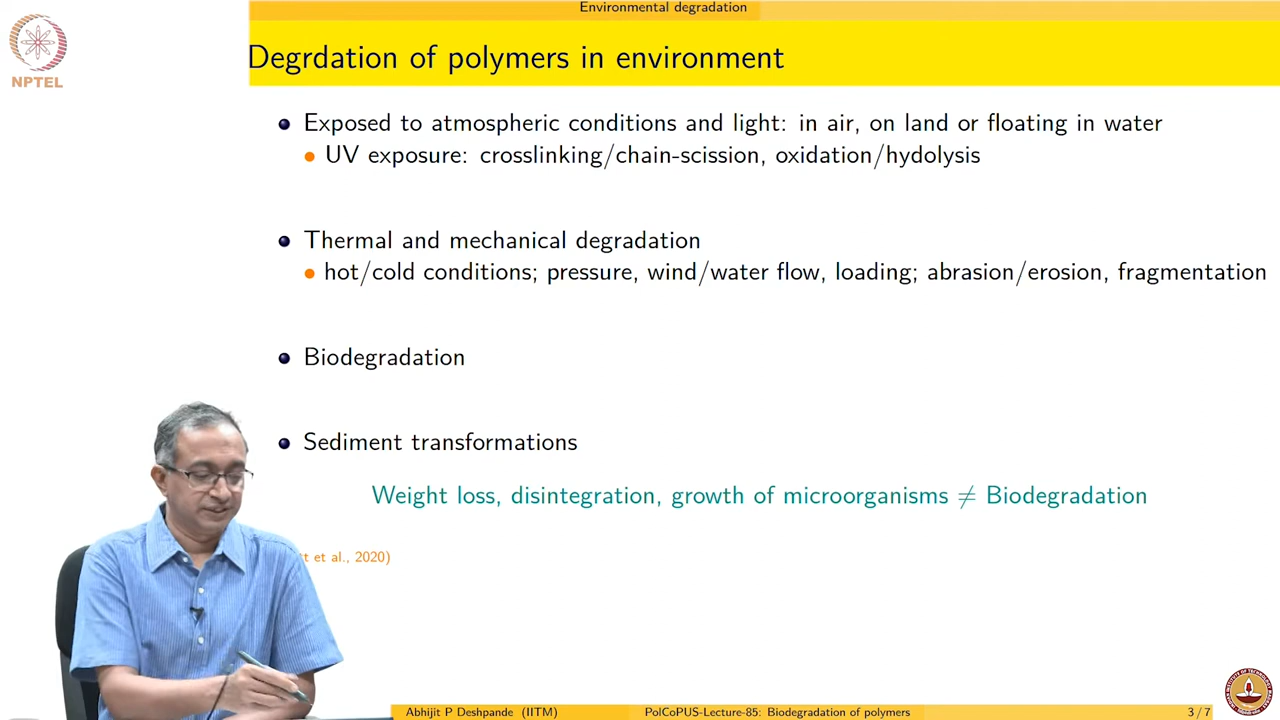 Environmental degradation
NPTEL
Degrdation of polymers in environment
Exposed to atmospheric conditions and light: in air, on land or floating in water
UV exposure: crosslinking/chain-scission, oxidation/hydolysis
Thermal and mechanical degradation
hot/cold conditions; pressure, wind/water flow, loading; abrasion/erosion, fragmentation
Biodegradation
Sediment transformations
Weight loss, disintegration, growth of microorganisms ≠ Biodegradation
et al., 2020)
Abhijit P Deshpande (IITM) PolCoPUS-Lecture-85: Biodegradation of polymers 3/7